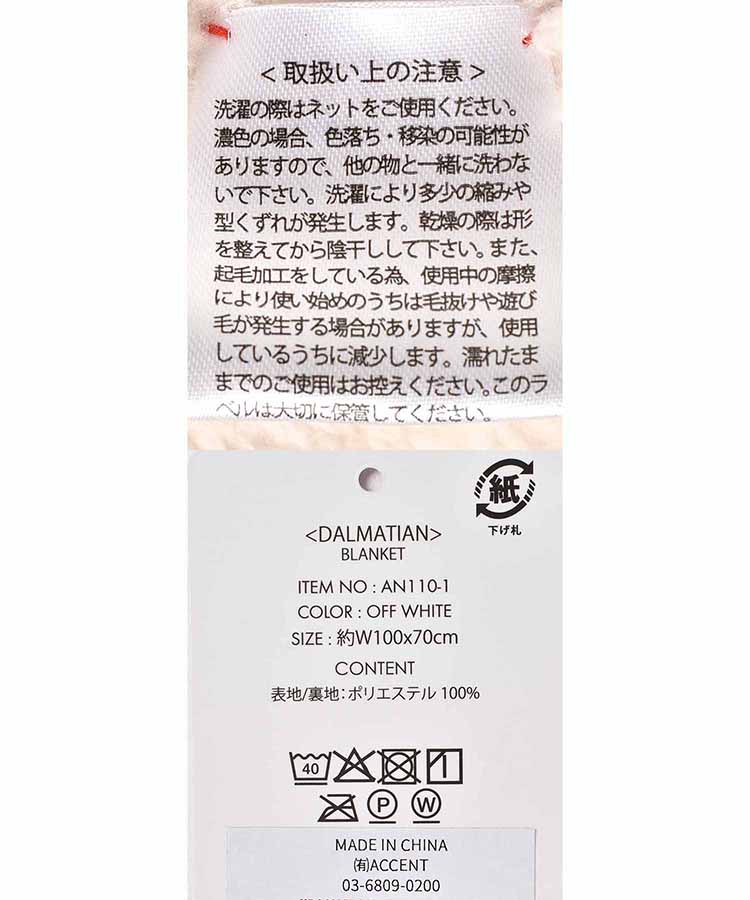 ＜取扱い上の注意＞
洗濯の際はネットをご使用ください。
濃色の場合、色落ち・移染の可能性が
ありますので、他の物と一緒に洗わな
いで下さい。洗濯により多少の縮みや
型くずれが発生します。乾燥の際は形
を整えてから陰干しして下さい。また、
起毛加工をしている為、使用中の摩擦
により使い始めのうちは毛抜けや遊び
毛が発生する場合がありますが、使用
しているうちに減少します。濡れたま
までのご使用はお控えください。このラ
ベルは大切に保管してください。
紙
下げ札
<DALMATIAN>
BLANKET
ITEM NO : AN110-1
COLOR : OFF WHITE
SIZE : 約W100x70cm
CONTENT
表地/裏地：ポリエステル 100%
40
P W
MADE IN CHINA
㈲ACCENT
03-6809-0200